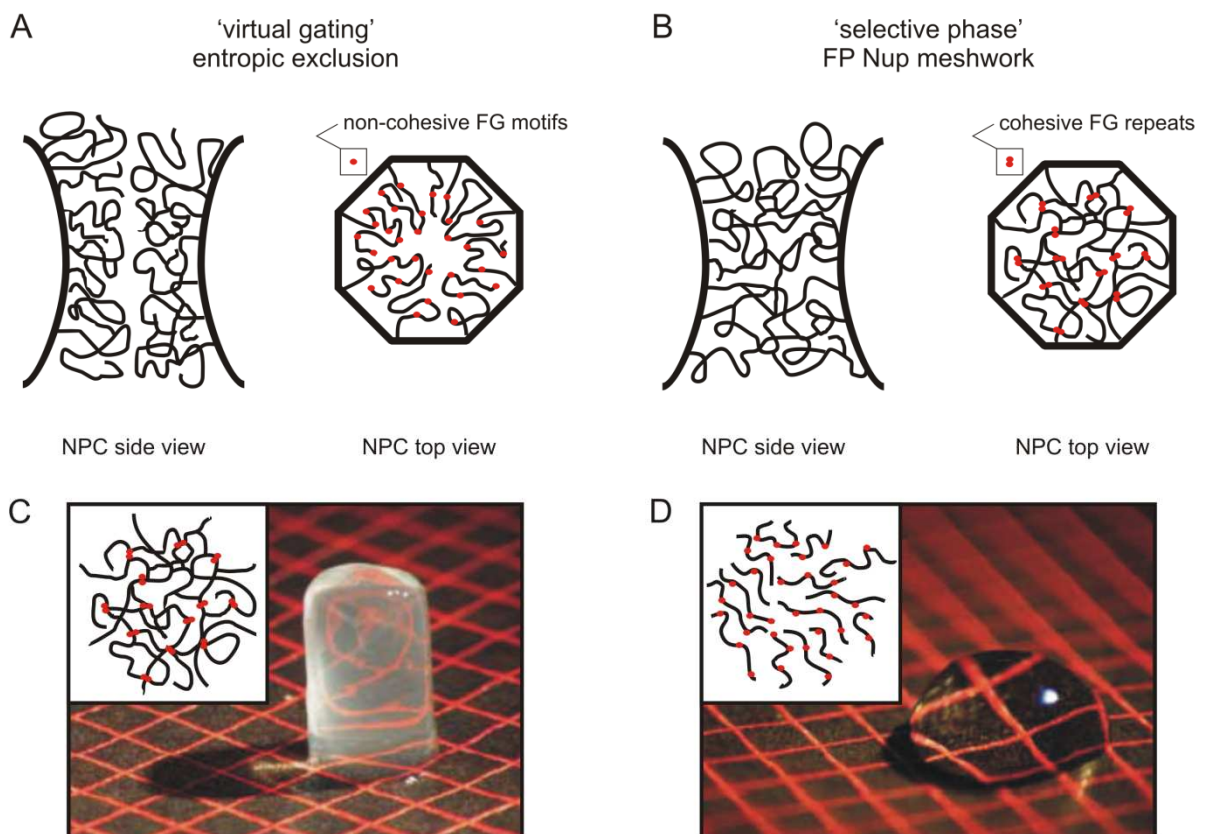 A
'virtual gating'
entropic exclusion
non-cohesive FG motifs
NPC side view
NPC top view
B
'selective phase'
FP Nup meshwork
cohesive FG repeats
NPC side view
NPC top view
C
D